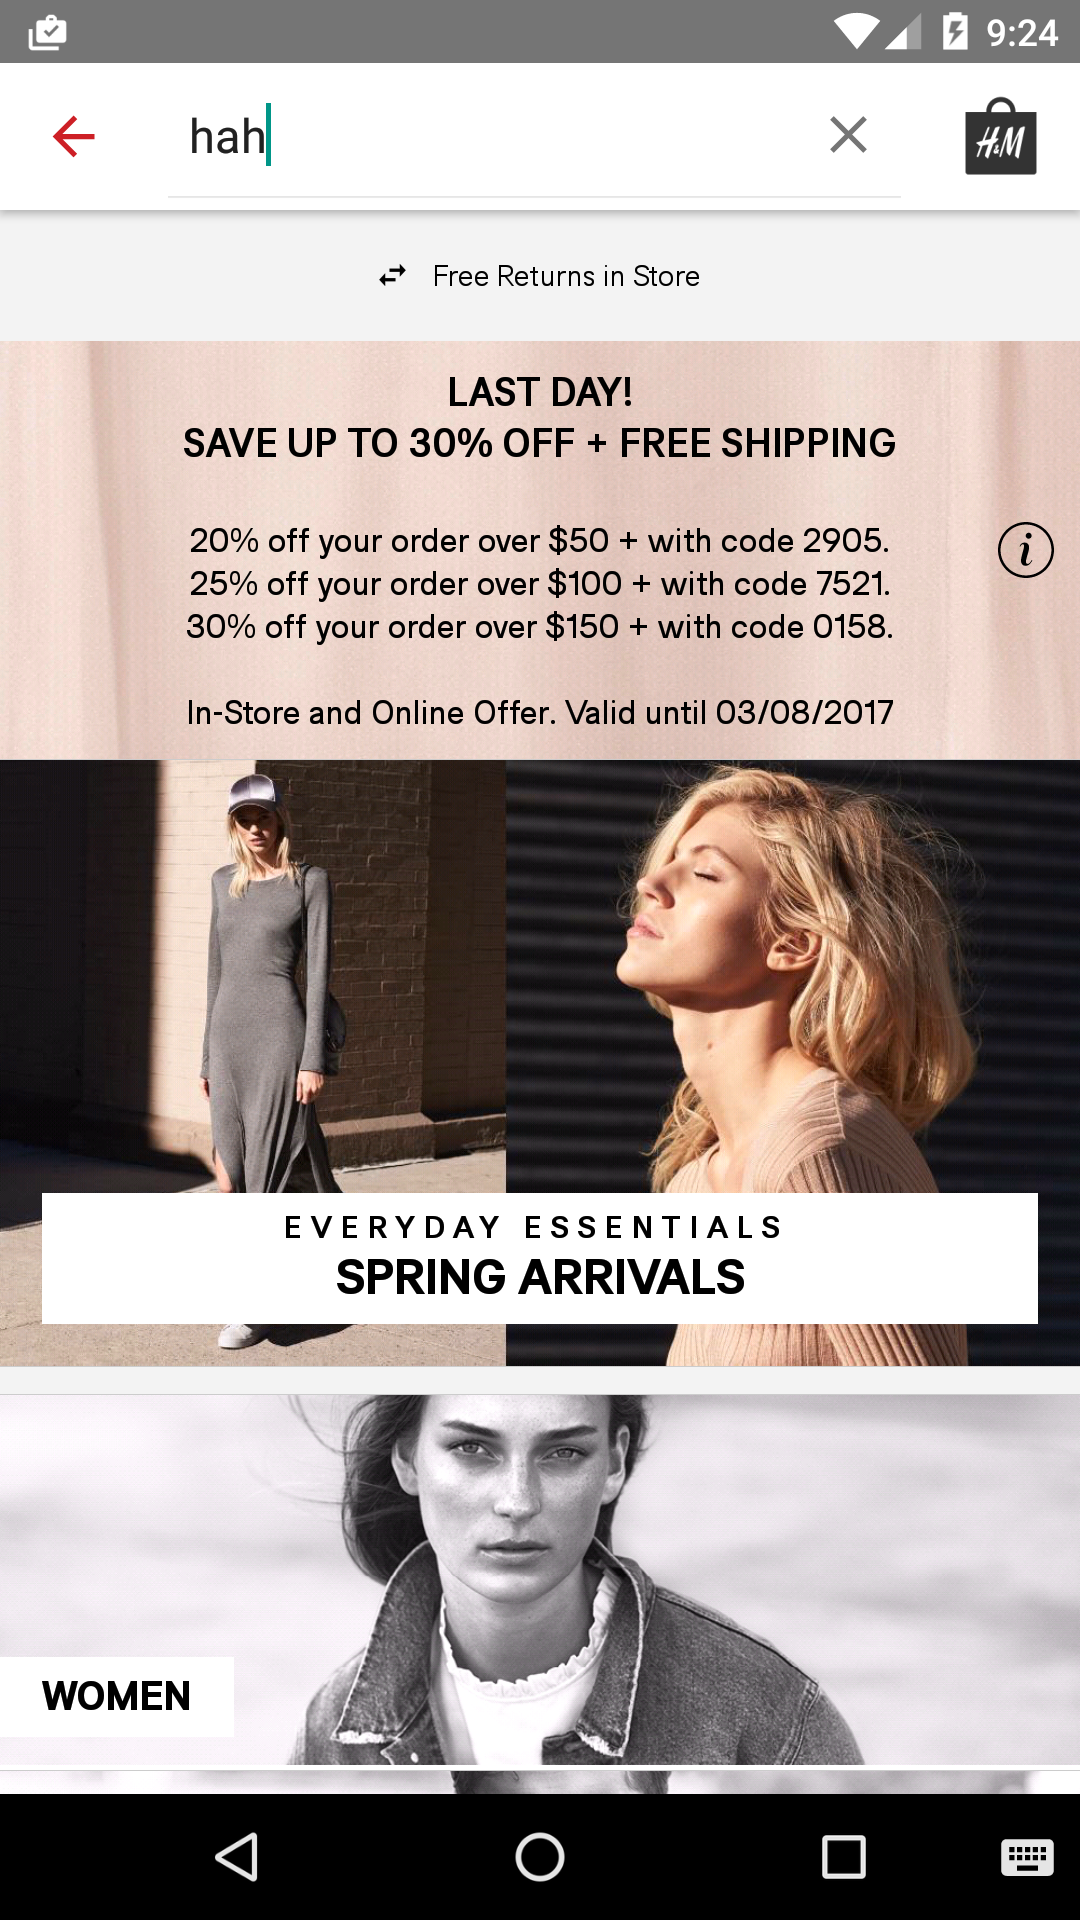 9:24
hah
H&M
Free Returns in Store
LAST DAY!
SAVE UP TO 30% OFF + FREE SHIPPING
20% off your order over $50 + with code 2905.
25% off your order over $100 + with code 7521.
i
30% off your order over $150 + with code 0158.
In-Store and Online Offer. Valid until 03/08/2017
EVERYDAY ESSENTIALS
SPRING ARRIVALS
WOMEN